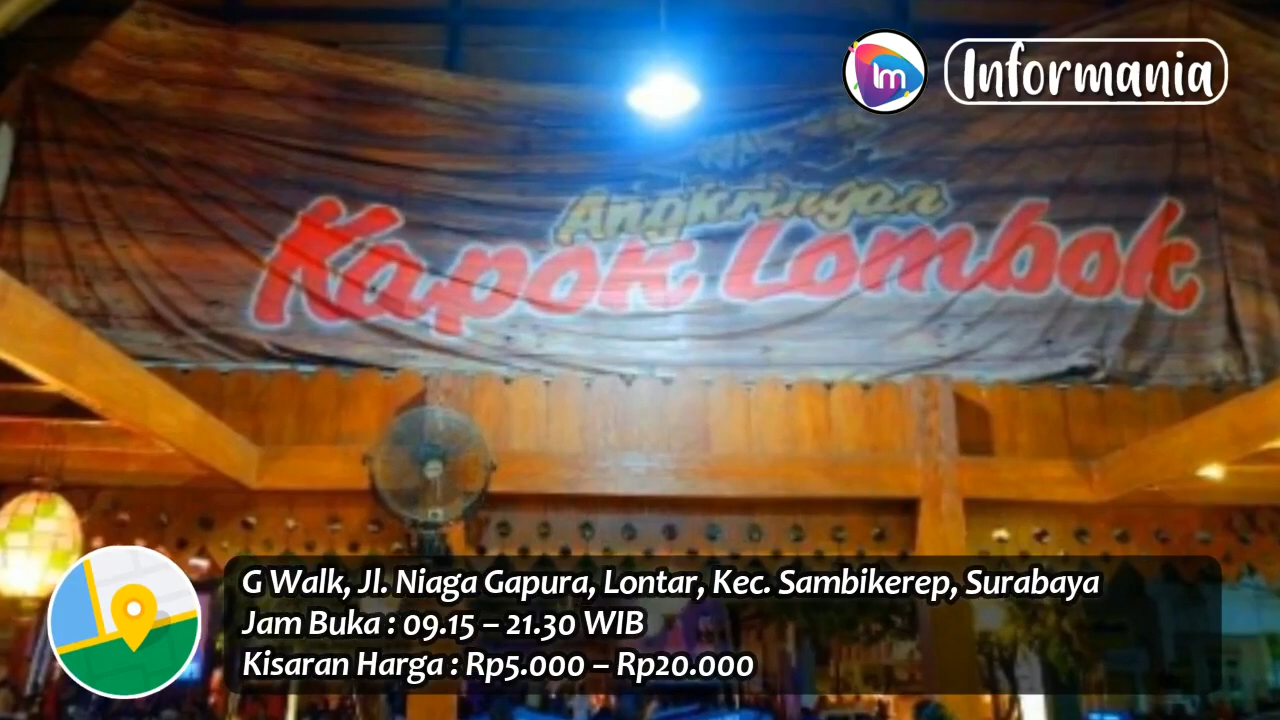 Im
Informania
Angkringan
Kapok Lombok
G Walk, Jl. Niaga Gapura, Lontar, Kec. Sambikerep, Surabaya
Jam Buka : 09.15 – 21.30 WIB
Kisaran Harga : Rp5.000 – Rp20.000